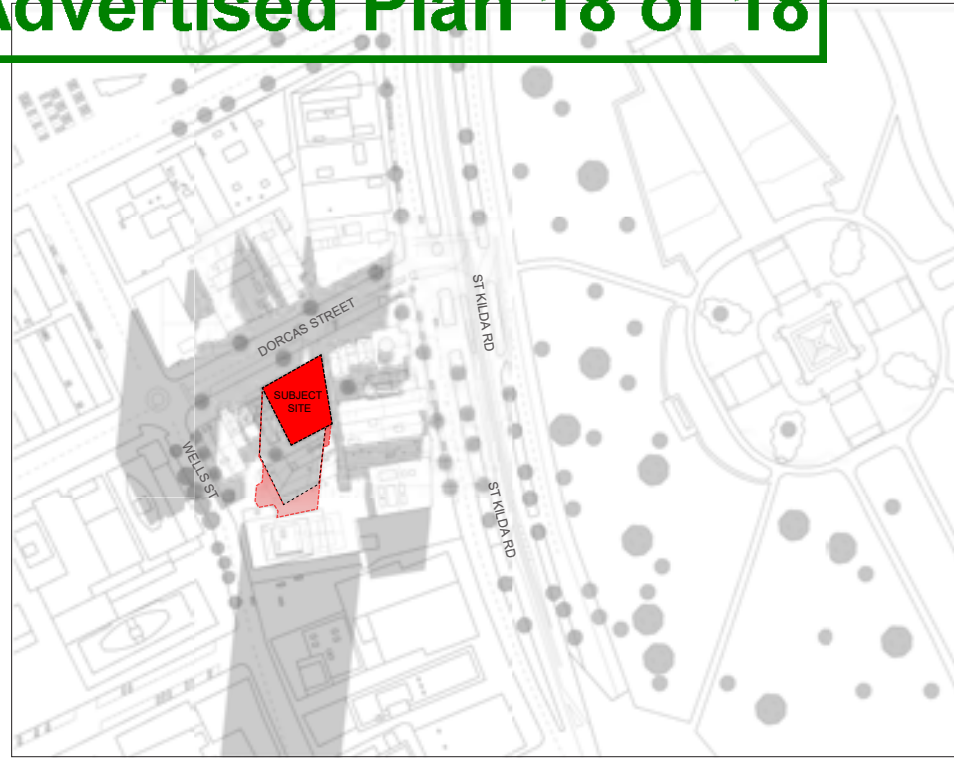 Advertised Plan 18 of 18
ST KILDA RD
DORCAS STREET
SUBJECT
SITE
WELLS ST
ST KILDA RD